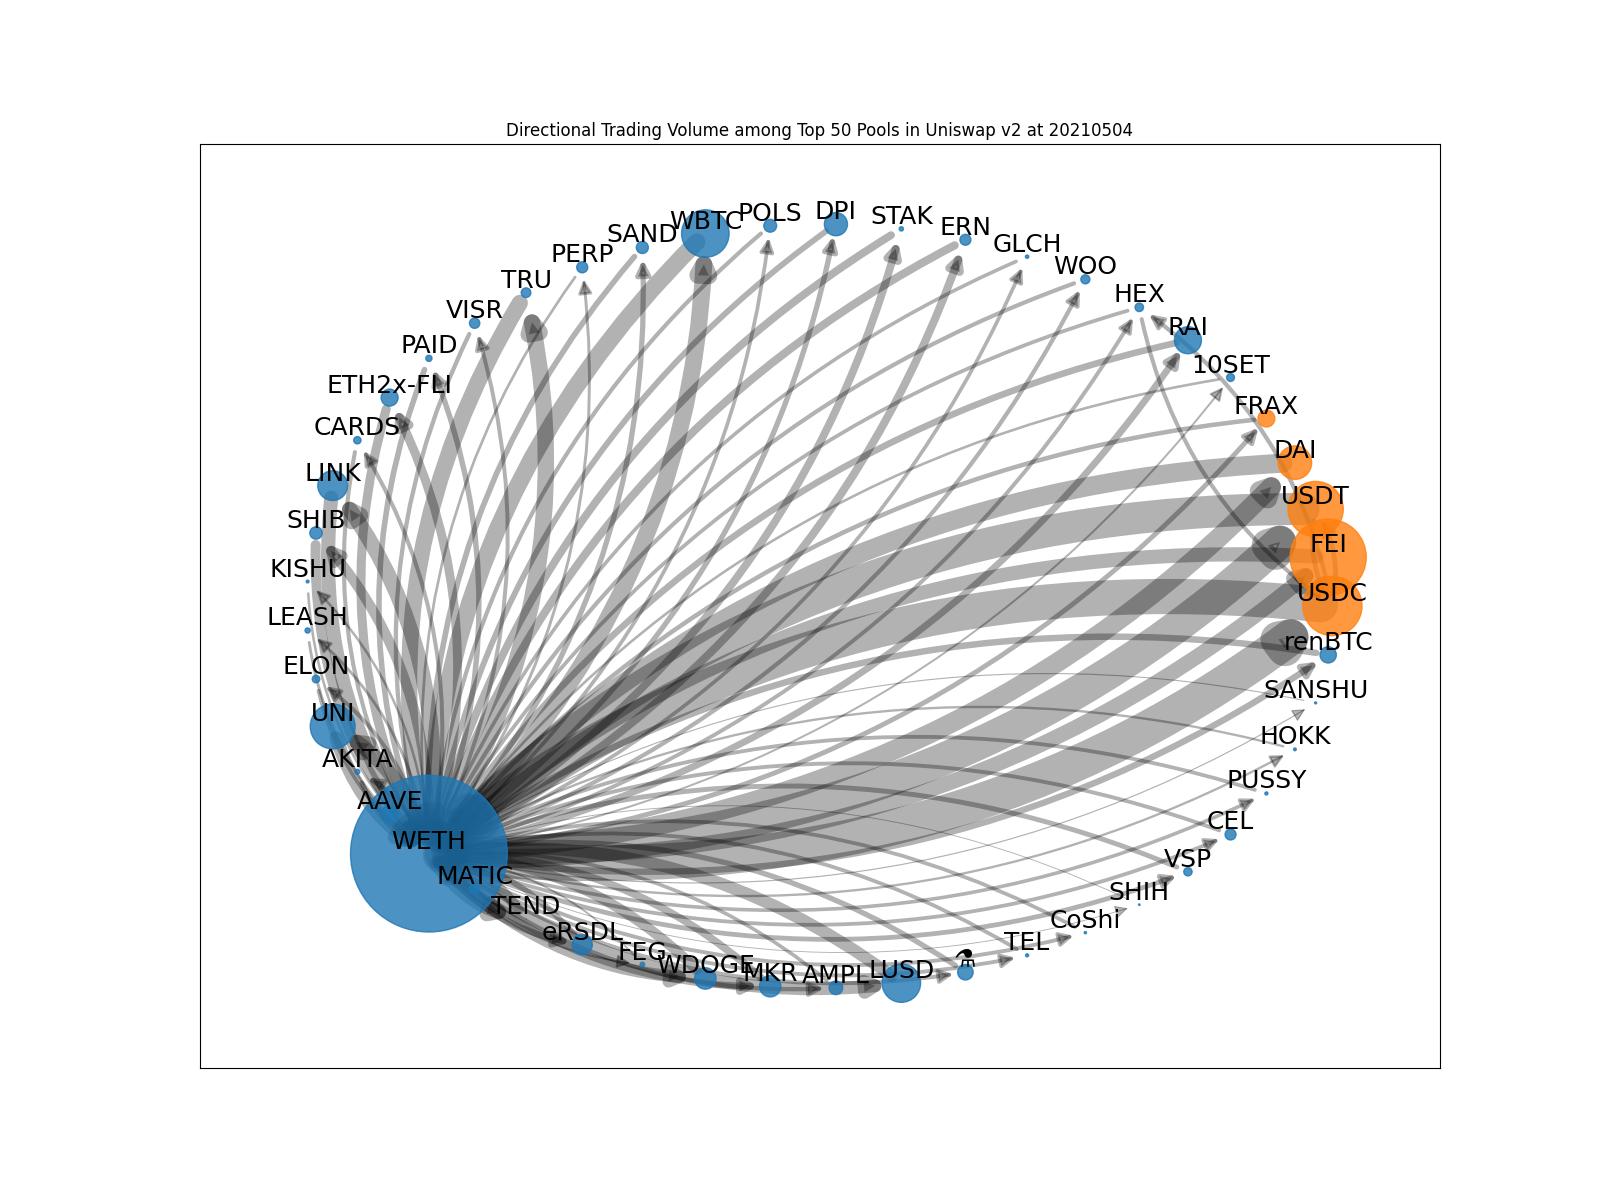 Directional Trading Volume among Top 50 Pools in Uniswap v2 at 20210504
WBTC
POLS
DPI
STAK
ERN
SAND
GLCH
PERP
WOO
TRU
HEX
VISR
RAI
PAID
10SET
ETH2x-FLI
FRAX
CARDS
DAI
LINK
USDT
SHIB
FEI
KISHU
USDC
LEASH
renBTC
ELON
SANSHU
UNI
HOKK
AKITA
PUSSY
AAVE
CEL
WETH
VSP
MATIC
SHIH
TEND
CoShi
eRSDL
TEL
FEG
⚗
WDOGE
MKR
AMPL
LUSD